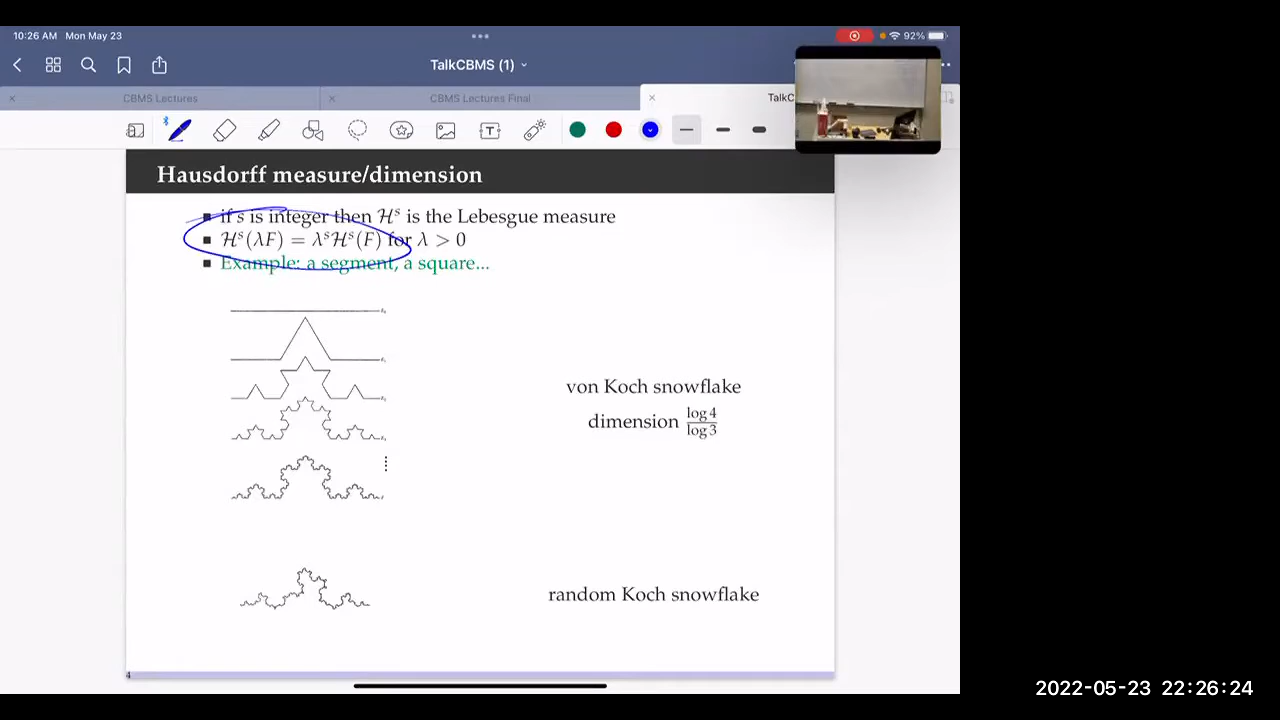 10:26 AM Mon May 23
92%
TalkCBMS (1)
CBMS Lectures
CBMS Lectures Final
TalkC
T
Hausdorff measure/dimension
if s is integer then ℋˢ is the Lebesgue measure
ℋˢ(λF) = λˢℋˢ(F) for λ > 0
Example: a segment, a square...
von Koch snowflake
dimension log 4 / log 3
random Koch snowflake
4
2022-05-23 22:26:24